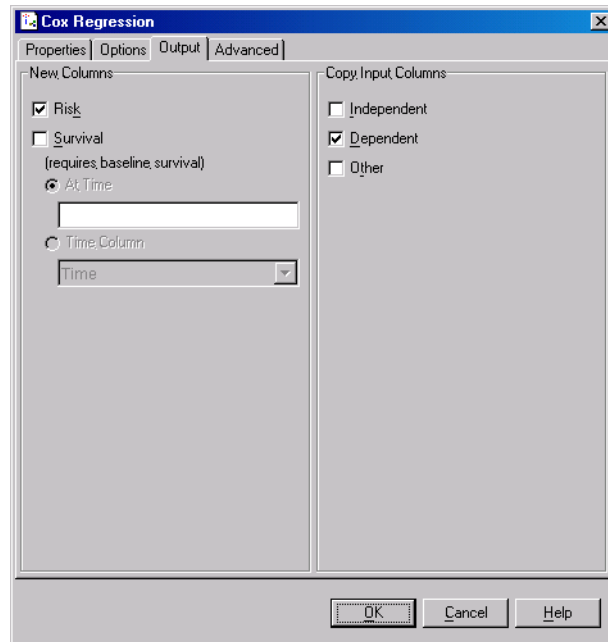 Cox Regression
Properties Options Output Advanced
New Columns
Risk
Survival
(requires baseline survival)
At Time
Time Column
Time
Copy Input Columns
Independent
Dependent
Other
OK Cancel Help